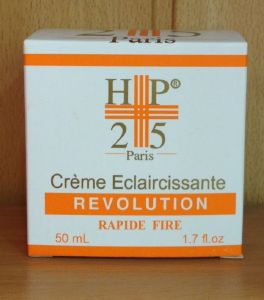 Paris
HP®
25
Paris
Crème Eclaircissante
REVOLUTION
RAPIDE FIRE
50 mL 1.7 fl.oz